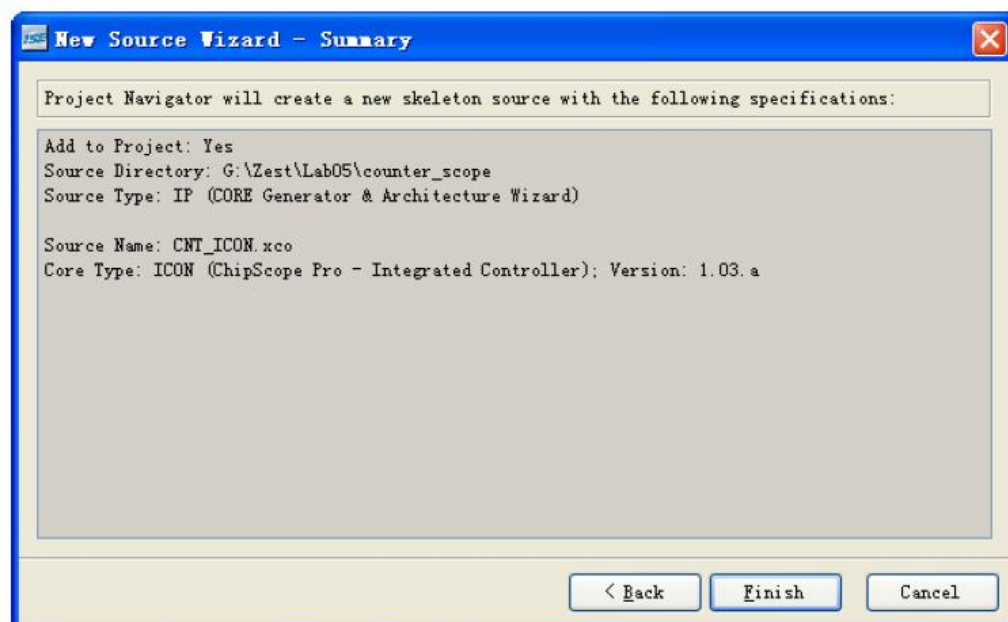 ISE New Source Wizard - Summary
Project Navigator will create a new skeleton source with the following specifications:
Add to Project: Yes
Source Directory: G:\Zest\Lab05\counter_scope
Source Type: IP (CORE Generator & Architecture Wizard)
Source Name: CNT_ICON.xco
Core Type: ICON (ChipScope Pro - Integrated Controller); Version: 1.03.a
< Back Finish Cancel